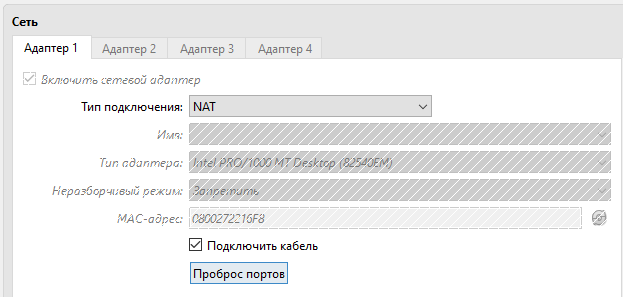 Сеть
Адаптер 1 Адаптер 2 Адаптер 3 Адаптер 4
Включить сетевой адаптер
Тип подключения: NAT
Имя:
Тип адаптера: Intel PRO/1000 MT Desktop (82540EM)
Неразборчивый режим: Запретить
MAC-адрес: 0800272216F8
Подключить кабель
Проброс портов